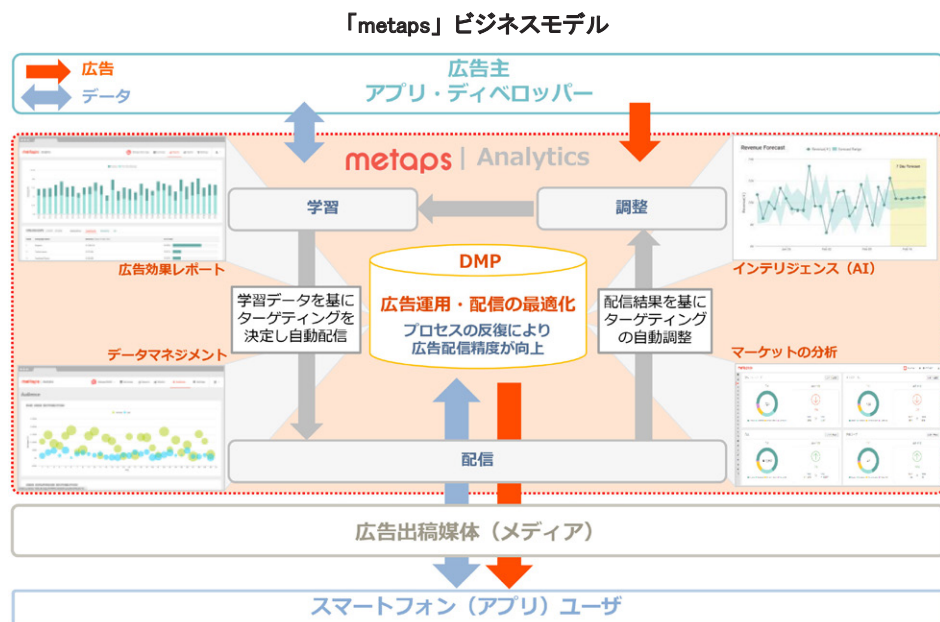 「metaps」ビジネスモデル
広告
データ
広告主
アプリ・ディベロッパー
metaps | Analytics
Revenue Forecast
7 Day Forecast
学習
調整
広告効果レポート
インテリジェンス（AI）
DMP
広告運用・配信の最適化
プロセスの反復により
広告配信精度が向上
学習データを基に
ターゲティングを
決定し自動配信
配信結果を基に
ターゲティング
の自動調整
データマネジメント
マーケットの分析
metaps
metaps
metaps
配信
広告出稿媒体（メディア）
スマートフォン（アプリ）ユーザ